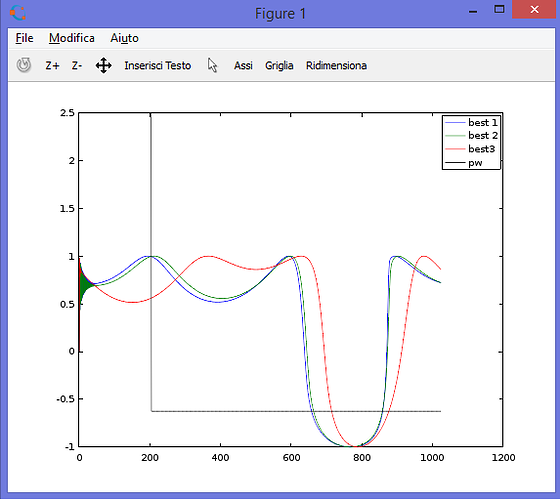 Figure 1
File Modifica Aiuto
Z+ Z- Inserisci Testo Assi Griglia Ridimensiona
2.5
best 1
best 2
best3
pw
2
1.5
1
0.5
0
-0.5
-1
0 200 400 600 800 1000 1200